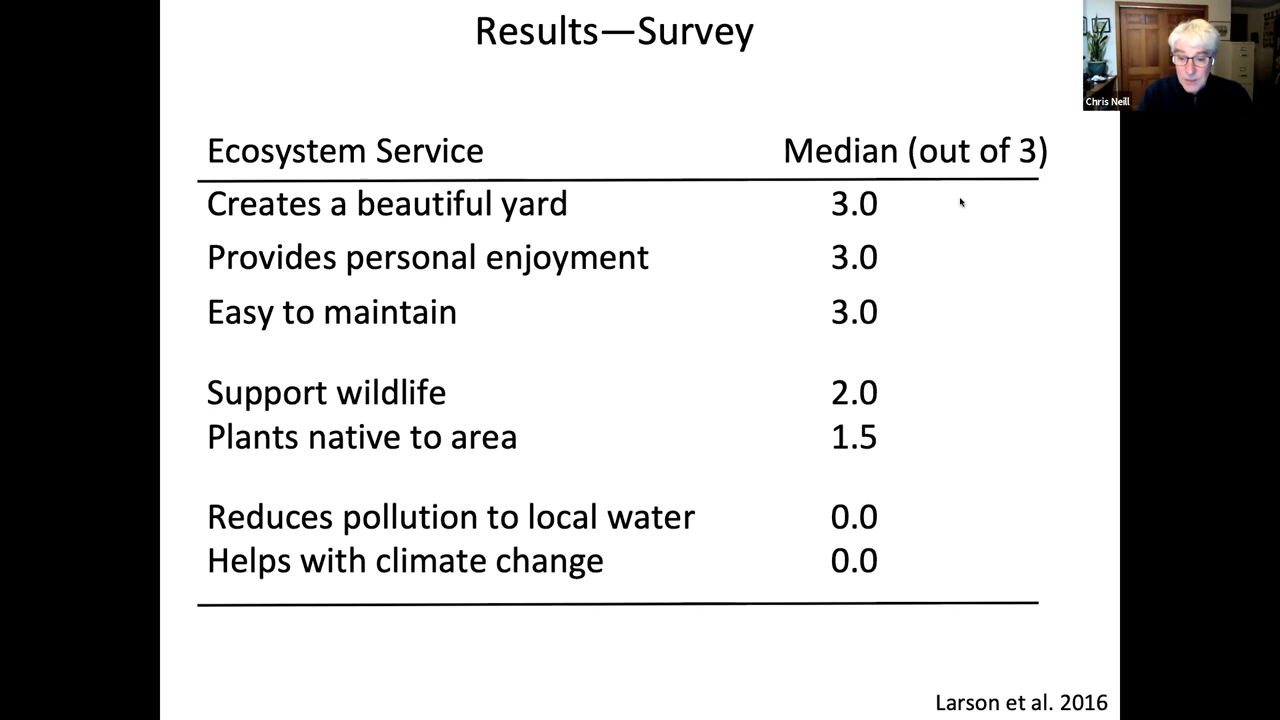 Results—Survey
Chris Neill
Ecosystem Service Median (out of 3)
Creates a beautiful yard 3.0
Provides personal enjoyment 3.0
Easy to maintain 3.0
Support wildlife 2.0
Plants native to area 1.5
Reduces pollution to local water 0.0
Helps with climate change 0.0
Larson et al. 2016